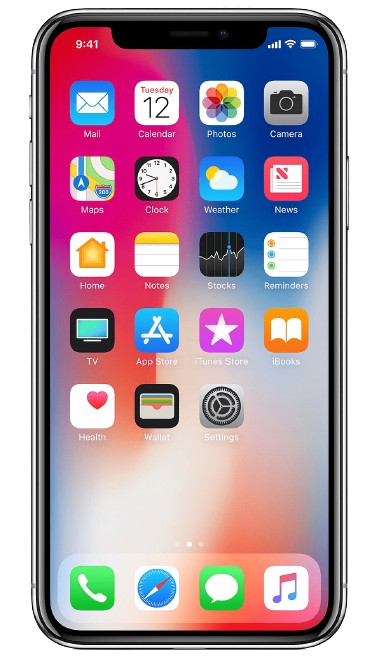 9:41
Tuesday
12
Mail Calendar Photos Camera
280
Maps Clock Weather News
Home Notes Stocks Reminders
TV App Store iTunes Store iBooks
Health Wallet Settings